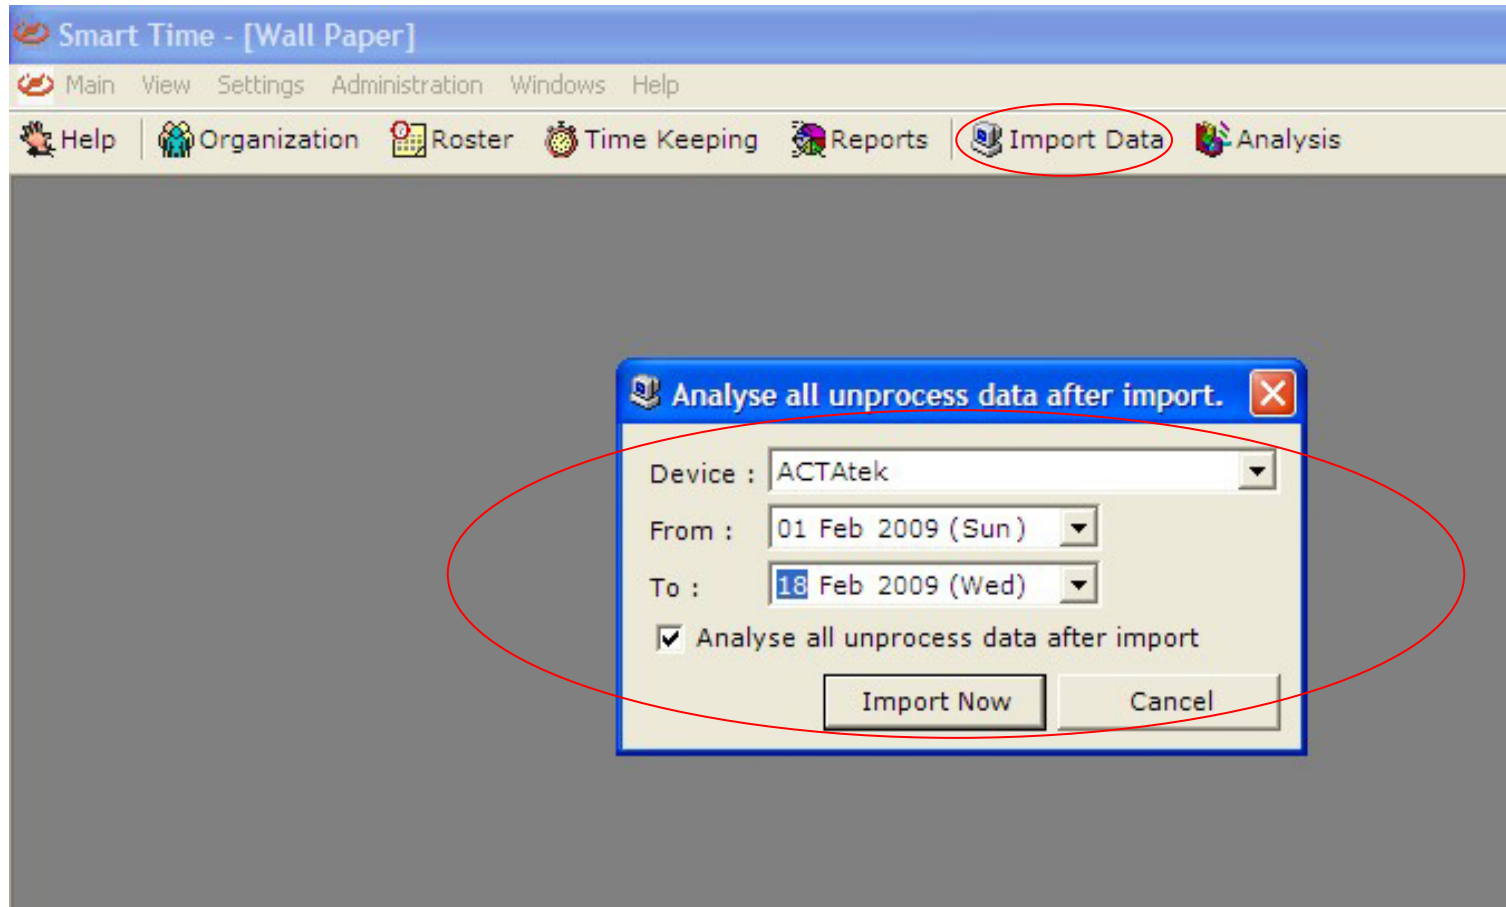 Smart Time - [Wall Paper]
Main View Settings Administration Windows Help
Help Organization Roster Time Keeping Reports Import Data Analysis
Analyse all unprocess data after import.
Device : ACTAtek
From : 01 Feb 2009 (Sun)
To : 18 Feb 2009 (Wed)
Analyse all unprocess data after import
Import Now Cancel